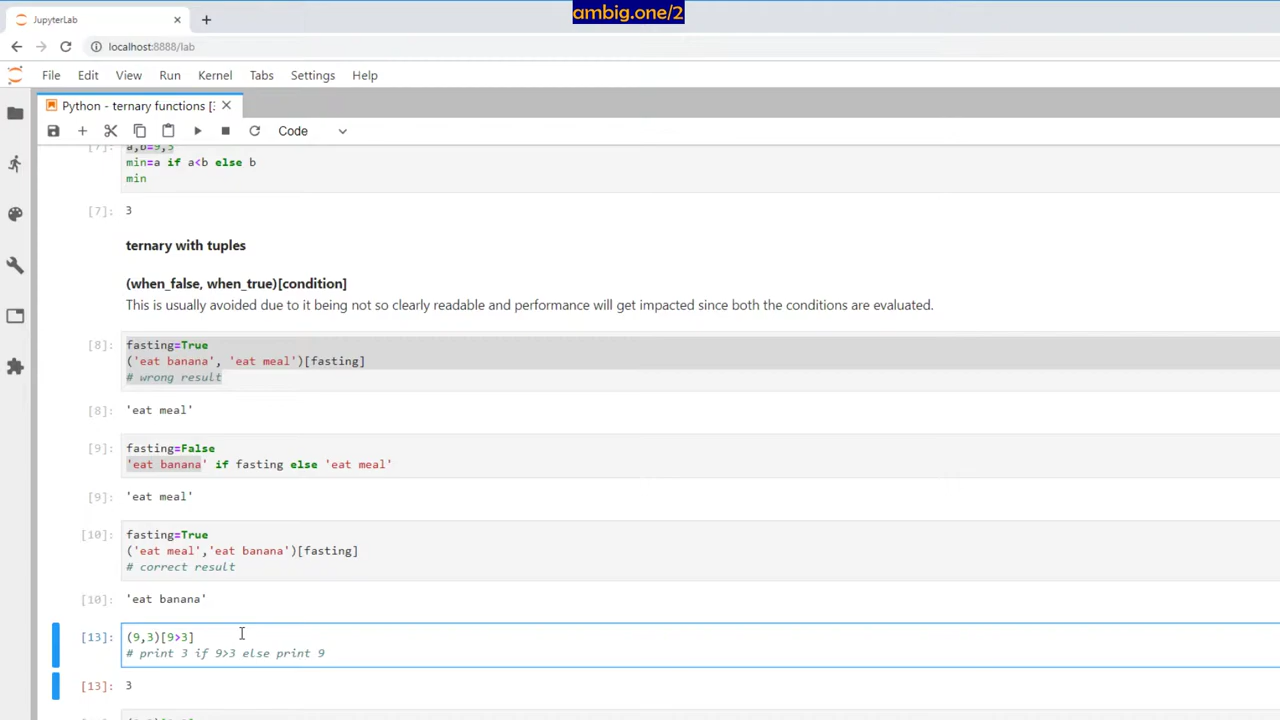 ambig.one/2
JupyterLab
localhost:8888/lab
File Edit View Run Kernel Tabs Settings Help
Python - ternary functions [
Code
[7]: a,b=9,3
min=a if a<b else b
min
[7]: 3
ternary with tuples
(when_false, when_true)[condition]
This is usually avoided due to it being not so clearly readable and performance will get impacted since both the conditions are evaluated.
[8]: fasting=True
('eat banana', 'eat meal')[fasting]
# wrong result
[8]: 'eat meal'
[9]: fasting=False
'eat banana' if fasting else 'eat meal'
[9]: 'eat meal'
[10]: fasting=True
('eat meal','eat banana')[fasting]
# correct result
[10]: 'eat banana'
[13]: (9,3)[9>3]
# print 3 if 9>3 else print 9
[13]: 3